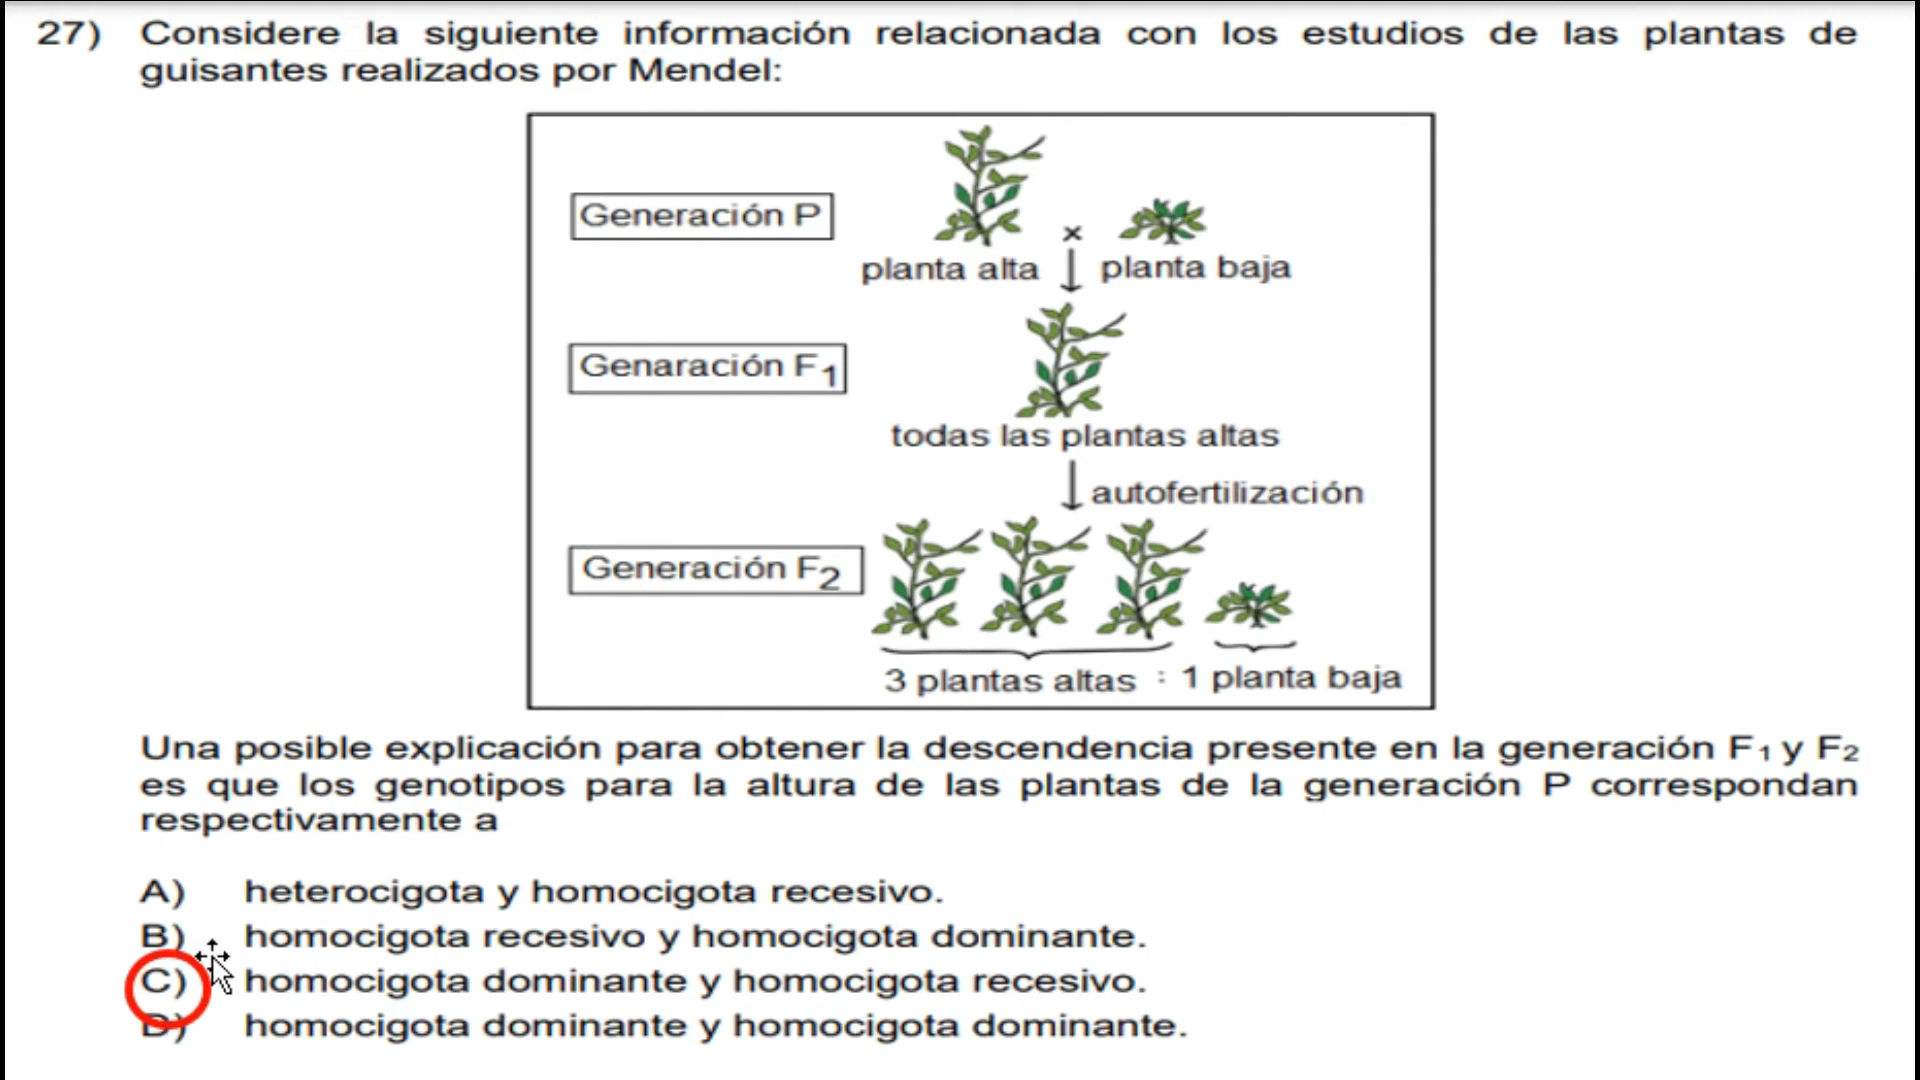 27) Considere la siguiente información relacionada con los estudios de las plantas de
guisantes realizados por Mendel:
Generación P
x
planta alta
planta baja
Genaración F1
todas las plantas altas
autofertilización
Generación F2
3 plantas altas : 1 planta baja
Una posible explicación para obtener la descendencia presente en la generación F1 y F2
es que los genotipos para la altura de las plantas de la generación P correspondan
respectivamente a
A) heterocigota y homocigota recesivo.
B) homocigota recesivo y homocigota dominante.
C) homocigota dominante y homocigota recesivo.
D) homocigota dominante y homocigota dominante.